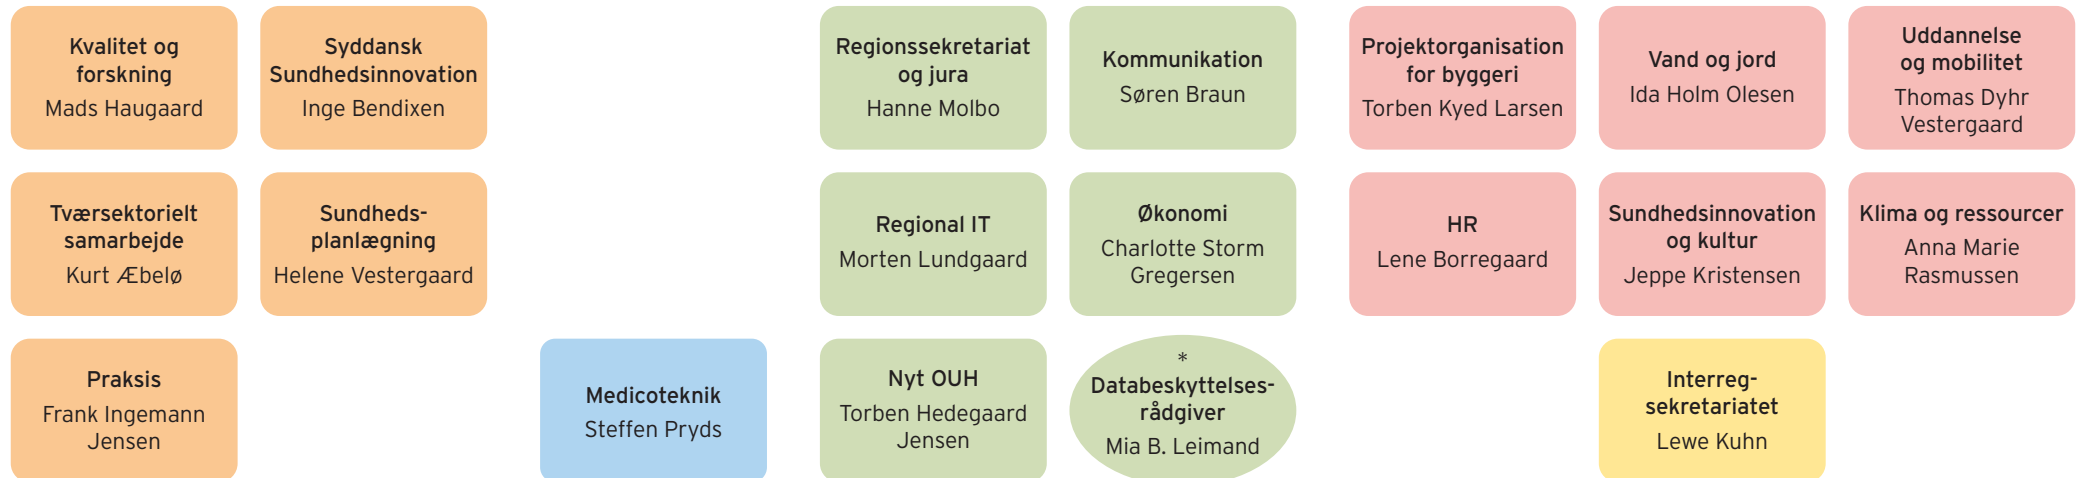 Kvalitet og
forskning
Mads Haugaard
Syddansk
Sundhedsinnovation
Inge Bendixen
Regionssekretariat
og jura
Hanne Molbo
Kommunikation
Søren Braun
Projektorganisation
for byggeri
Torben Kyed Larsen
Vand og jord
Ida Holm Olesen
Uddannelse
og mobilitet
Thomas Dyhr
Vestergaard
Tværsektorielt
samarbejde
Kurt Æbelø
Sundheds-
planlægning
Helene Vestergaard
Regional IT
Morten Lundgaard
Økonomi
Charlotte Storm
Gregersen
HR
Lene Borregaard
Sundhedsinnovation
og kultur
Jeppe Kristensen
Klima og ressourcer
Anna Marie
Rasmussen
Praksis
Frank Ingemann
Jensen
Medicoteknik
Steffen Pryds
Nyt OUH
Torben Hedegaard
Jensen
*
Databeskyttelses-
rådgiver
Mia B. Leimand
Interreg-
sekretariatet
Lewe Kuhn